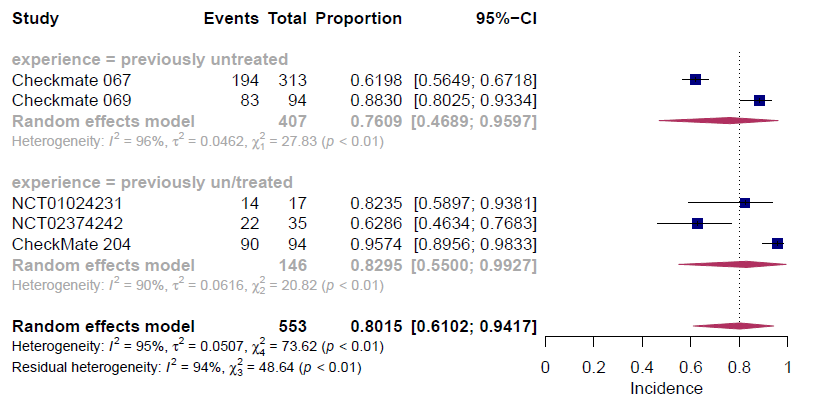 Study Events Total Proportion 95%−CI
experience = previously untreated
Checkmate 067 194 313 0.6198 [0.5649; 0.6718]
Checkmate 069 83 94 0.8830 [0.8025; 0.9334]
Random effects model 407 0.7609 [0.4689; 0.9597]
Heterogeneity: I² = 96%, τ² = 0.0462, χ²₁ = 27.83 (p < 0.01)
experience = previously un/treated
NCT01024231 14 17 0.8235 [0.5897; 0.9381]
NCT02374242 22 35 0.6286 [0.4634; 0.7683]
CheckMate 204 90 94 0.9574 [0.8956; 0.9833]
Random effects model 146 0.8295 [0.5500; 0.9927]
Heterogeneity: I² = 90%, τ² = 0.0616, χ²₂ = 20.82 (p < 0.01)
Random effects model 553 0.8015 [0.6102; 0.9417]
Heterogeneity: I² = 95%, τ² = 0.0507, χ²₄ = 73.62 (p < 0.01)
Residual heterogeneity: I² = 94%, χ²₃ = 48.64 (p < 0.01)
0 0.2 0.4 0.6 0.8 1
Incidence